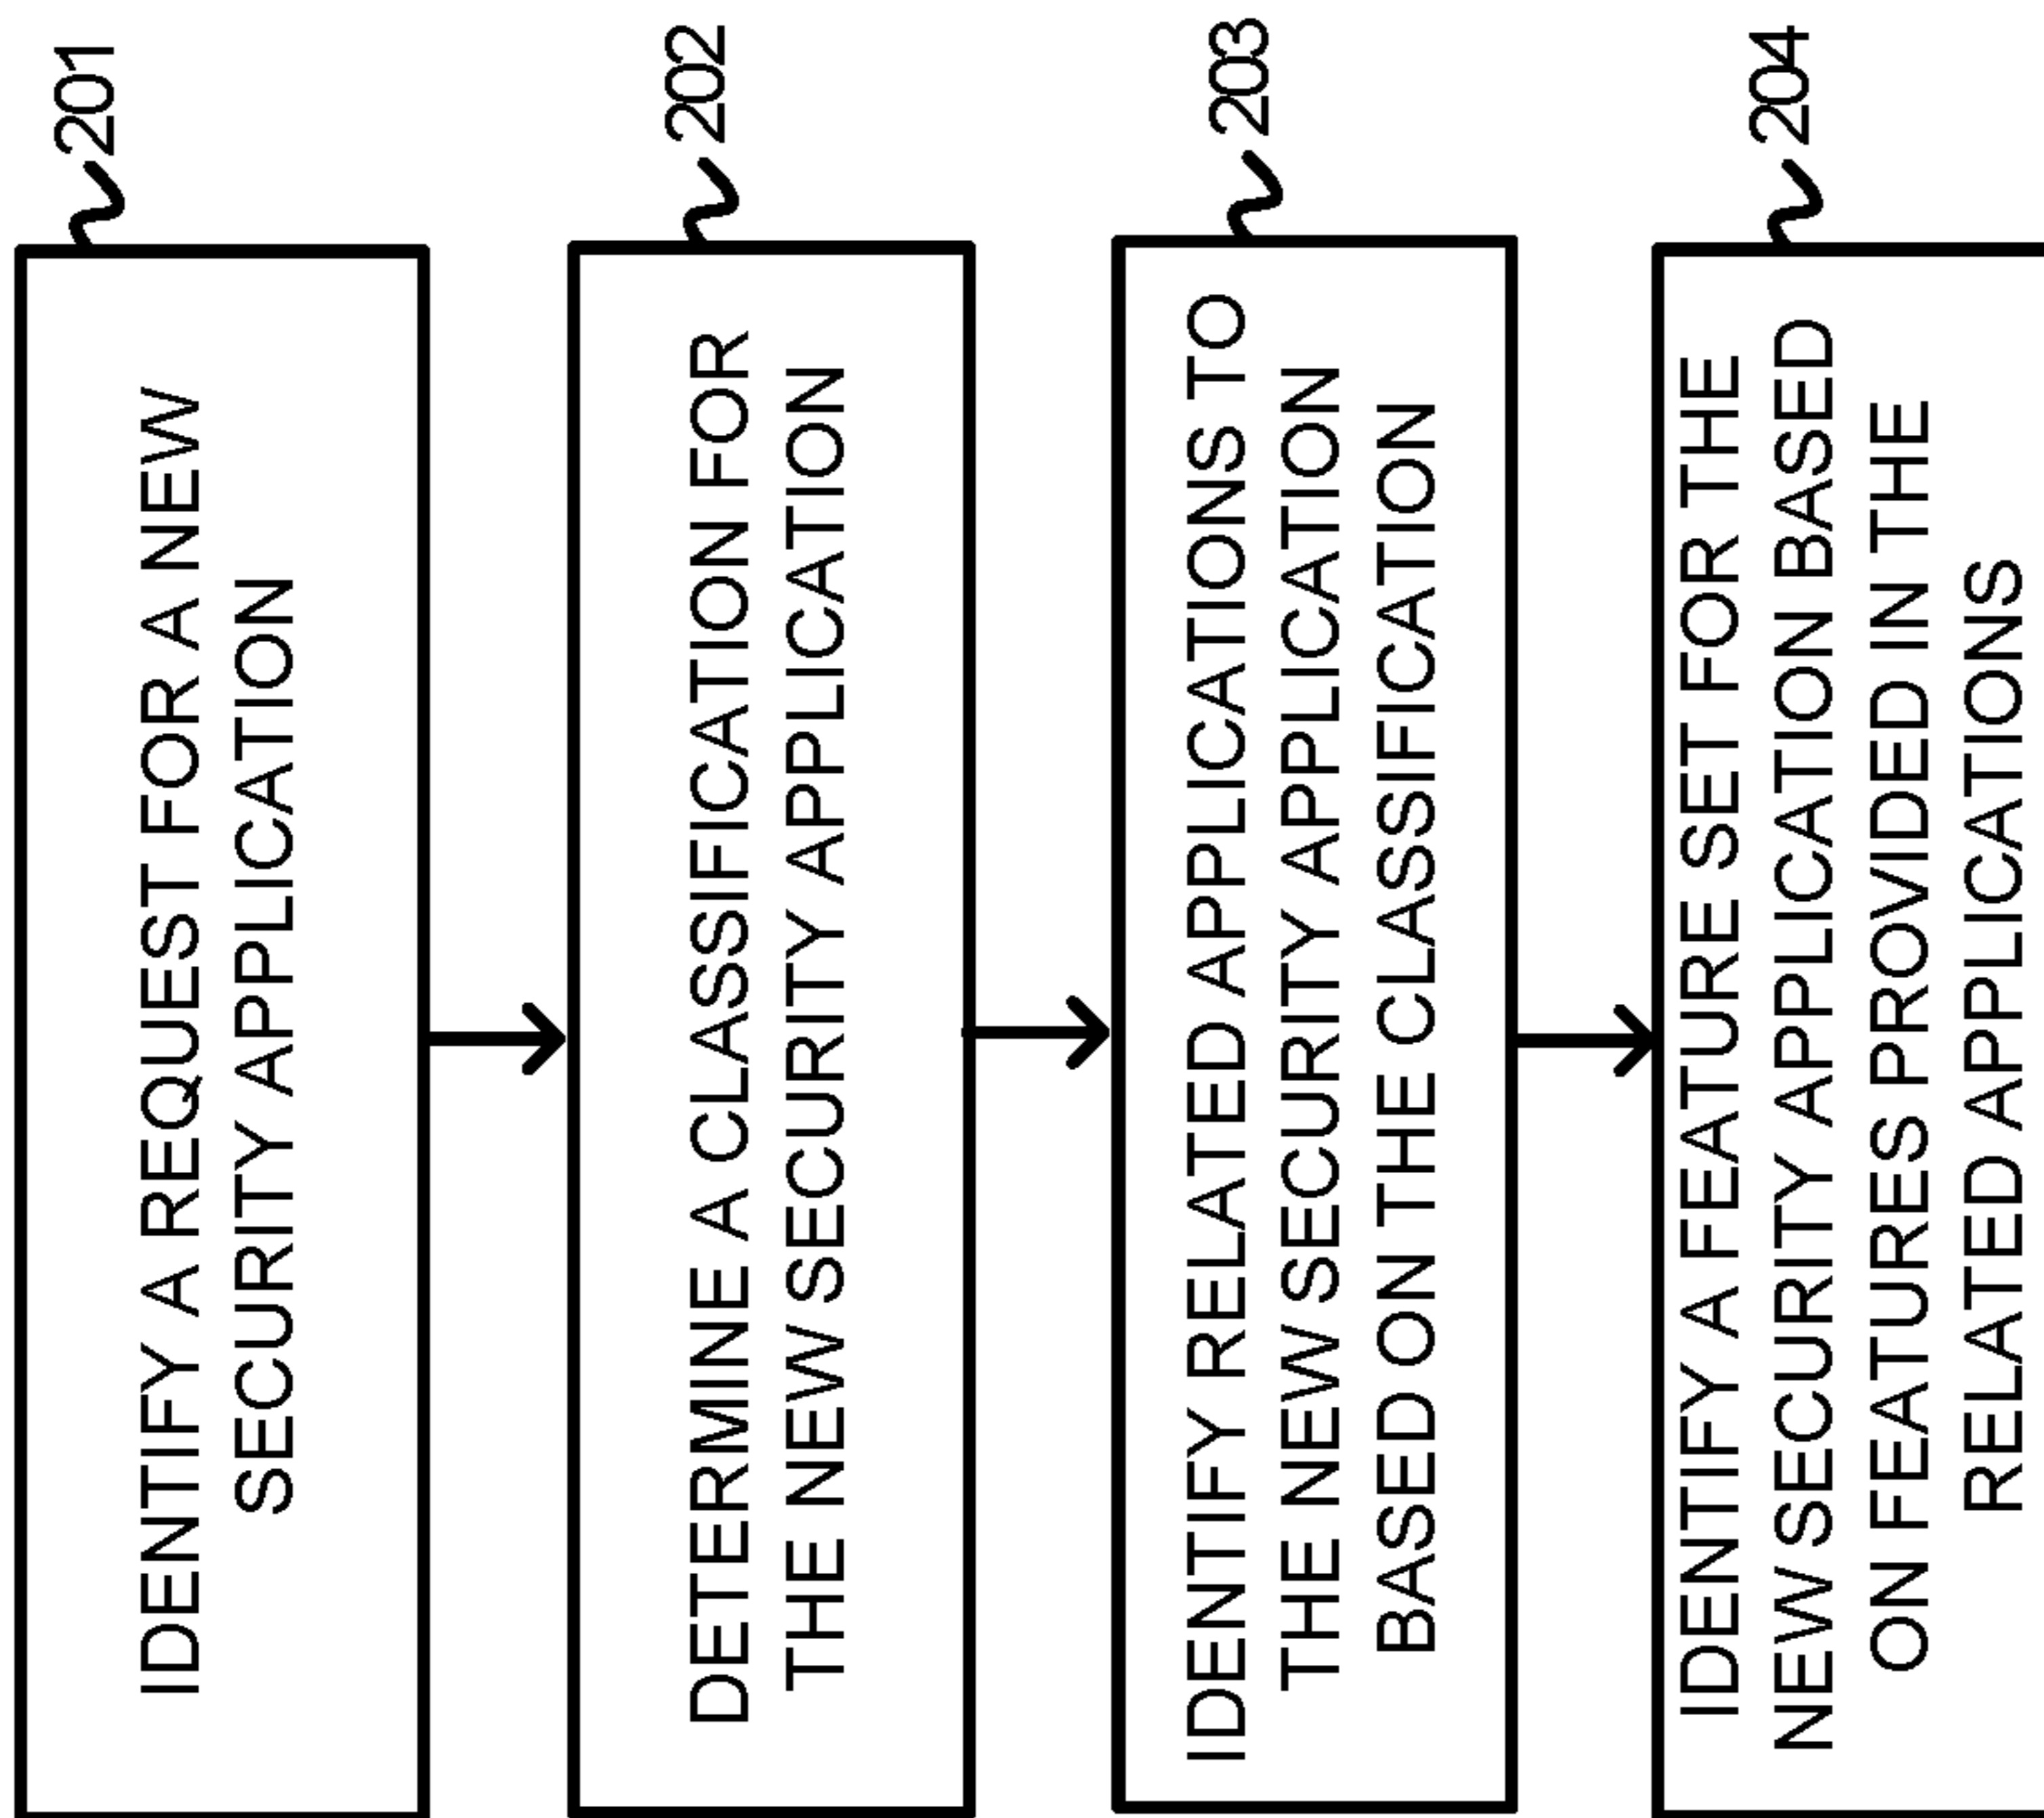 201
IDENTIFY A REQUEST FOR A NEW
SECURITY APPLICATION
202
DETERMINE A CLASSIFICATION FOR
THE NEW SECURITY APPLICATION
203
IDENTIFY RELATED APPLICATIONS TO
THE NEW SECURITY APPLICATION
BASED ON THE CLASSIFICATION
204
IDENTIFY A FEATURE SET FOR THE
NEW SECURITY APPLICATION BASED
ON FEATURES PROVIDED IN THE
RELATED APPLICATIONS